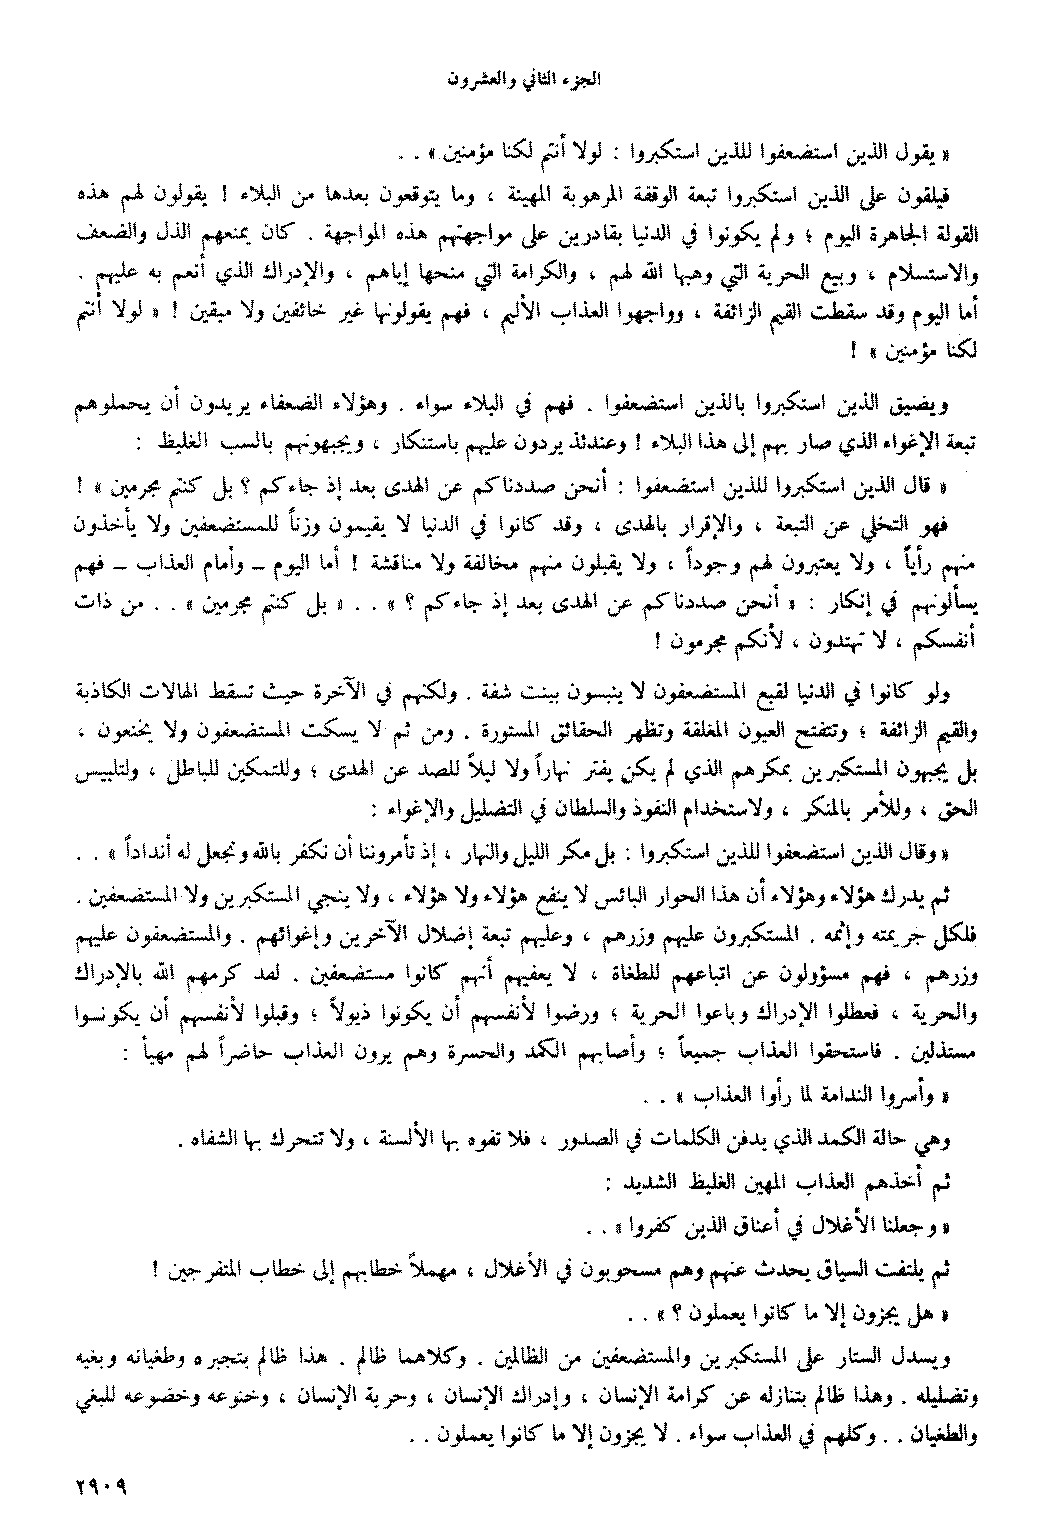 الجزء الثاني والعشرون
« يقول الذين استضعفوا للذين استكبروا : لولا أنتم لكنا مؤمنين » . .
فيلقون على الذين استكبروا تبعة الوقفة المرهوبة المهينة ، وما يتوقعون بعدها من البلاء ! يقولون لهم هذه
القولة الجاهرة اليوم ؛ ولم يكونوا في الدنيا بقادرين على مواجهتهم هذه المواجهة . كان يمنعهم الذل والضعف
والاستسلام ، وبيع الحرية التي وهبها الله لهم ، والكرامة التي منحها إياهم ، والإدراك الذي أنعم به عليهم .
أما اليوم وقد سقطت القيم الزائفة ، وواجهوا العذاب الأليم ، فهم يقولونها غير خائفين ولا مبقين ! « لولا أنتم
لكنا مؤمنين » !
ويضيق الذين استكبروا بالذين استضعفوا . فهم في البلاء سواء . وهؤلاء الضعفاء يريدون أن يحملوهم
تبعة الإغواء الذي صار بهم إلى هذا البلاء ! وعندئذ يردون عليهم باستنكار ، ويجبهونهم بالسب الغليظ :
« قال الذين استكبروا للذين استضعفوا : أنحن صددناكم عن الهدى بعد إذ جاءكم ؟ بل كنتم مجرمين » !
فهو التخلي عن التبعة ، والإقرار بالهدى ، وقد كانوا في الدنيا لا يقيمون وزناً للمستضعفين ولا يأخذون
منهم رأياً ، ولا يعتبرون لهم وجوداً ، ولا يقبلون منهم مخالفة ولا مناقشة ! أما اليوم – وأمام العذاب – فهم
يسألونهم في إنكار : « أنحن صددناكم عن الهدى بعد إذ جاءكم ؟ » . . « بل كنتم مجرمين » . . من ذات
أنفسكم ، لا تهتدون ، لأنكم مجرمون !
ولو كانوا في الدنيا لقبع المستضعفون لا ينبسون ببنت شفة . ولكنهم في الآخرة حيث تسقط الهالات الكاذبة
والقيم الزائفة ؛ وتتفتح العيون المغلقة وتظهر الحقائق المستورة . ومن ثم لا يسكت المستضعفون ولا يخنعون ،
بل يجبهون المستكبرين بمكرهم الذي لم يكن يفتر نهاراً ولا ليلاً للصد عن الهدى ؛ وللتمكين للباطل ، ولتلبيس
الحق ، وللأمر بالمنكر ، ولاستخدام النفوذ والسلطان في التضليل والإغواء :
« وقال الذين استضعفوا للذين استكبروا : بل مكر الليل والنهار ، إذ تأمروننا أن نكفر بالله ونجعل له أنداداً » . .
ثم يدرك هؤلاء وهؤلاء أن هذا الحوار البائس لا ينفع هؤلاء ولا هؤلاء ، ولا ينجي المستكبرين ولا المستضعفين .
فلكل جريمته وإثمه . المستكبرون عليهم وزرهم ، وعليهم تبعة إضلال الآخرين وإغوائهم . والمستضعفون عليهم
وزرهم ، فهم مسؤولون عن اتباعهم للطغاة ، لا يعفيهم أنهم كانوا مستضعفين . لقد كرمهم الله بالإدراك
والحرية ، فعطلوا الإدراك وباعوا الحرية ؛ ورضوا لأنفسهم أن يكونوا ذيولاً ؛ وقبلوا لأنفسهم أن يكونوا
مستذلين . فاستحقوا العذاب جميعاً ؛ وأصابهم الكمد والحسرة وهم يرون العذاب حاضراً لهم مهيأ :
« وأسروا الندامة لما رأوا العذاب » . .
وهي حالة الكمد الذي يدفن الكلمات في الصدور ، فلا تفوه بها الألسنة ، ولا تتحرك بها الشفاه .
ثم أخذهم العذاب المهين الغليظ الشديد :
« وجعلنا الأغلال في أعناق الذين كفروا » . .
ثم يلتفت السياق يحدث عنهم وهم مسحوبون في الأغلال ، مهملاً خطابهم إلى خطاب المتفرجين !
« هل يجزون إلا ما كانوا يعملون ؟ » . .
ويسدل الستار على المستكبرين والمستضعفين من الظالمين . وكلاهما ظالم . هذا ظالم بتجبره وطغيانه وبغيه
وتضليله . وهذا ظالم بتنازله عن كرامة الإنسان ، وإدراك الإنسان ، وحرية الإنسان ، وخنوعه وخضوعه للبغي
والطغيان . . وكلهم في العذاب سواء . لا يجزون إلا ما كانوا يعملون . .
٢٩٠٩